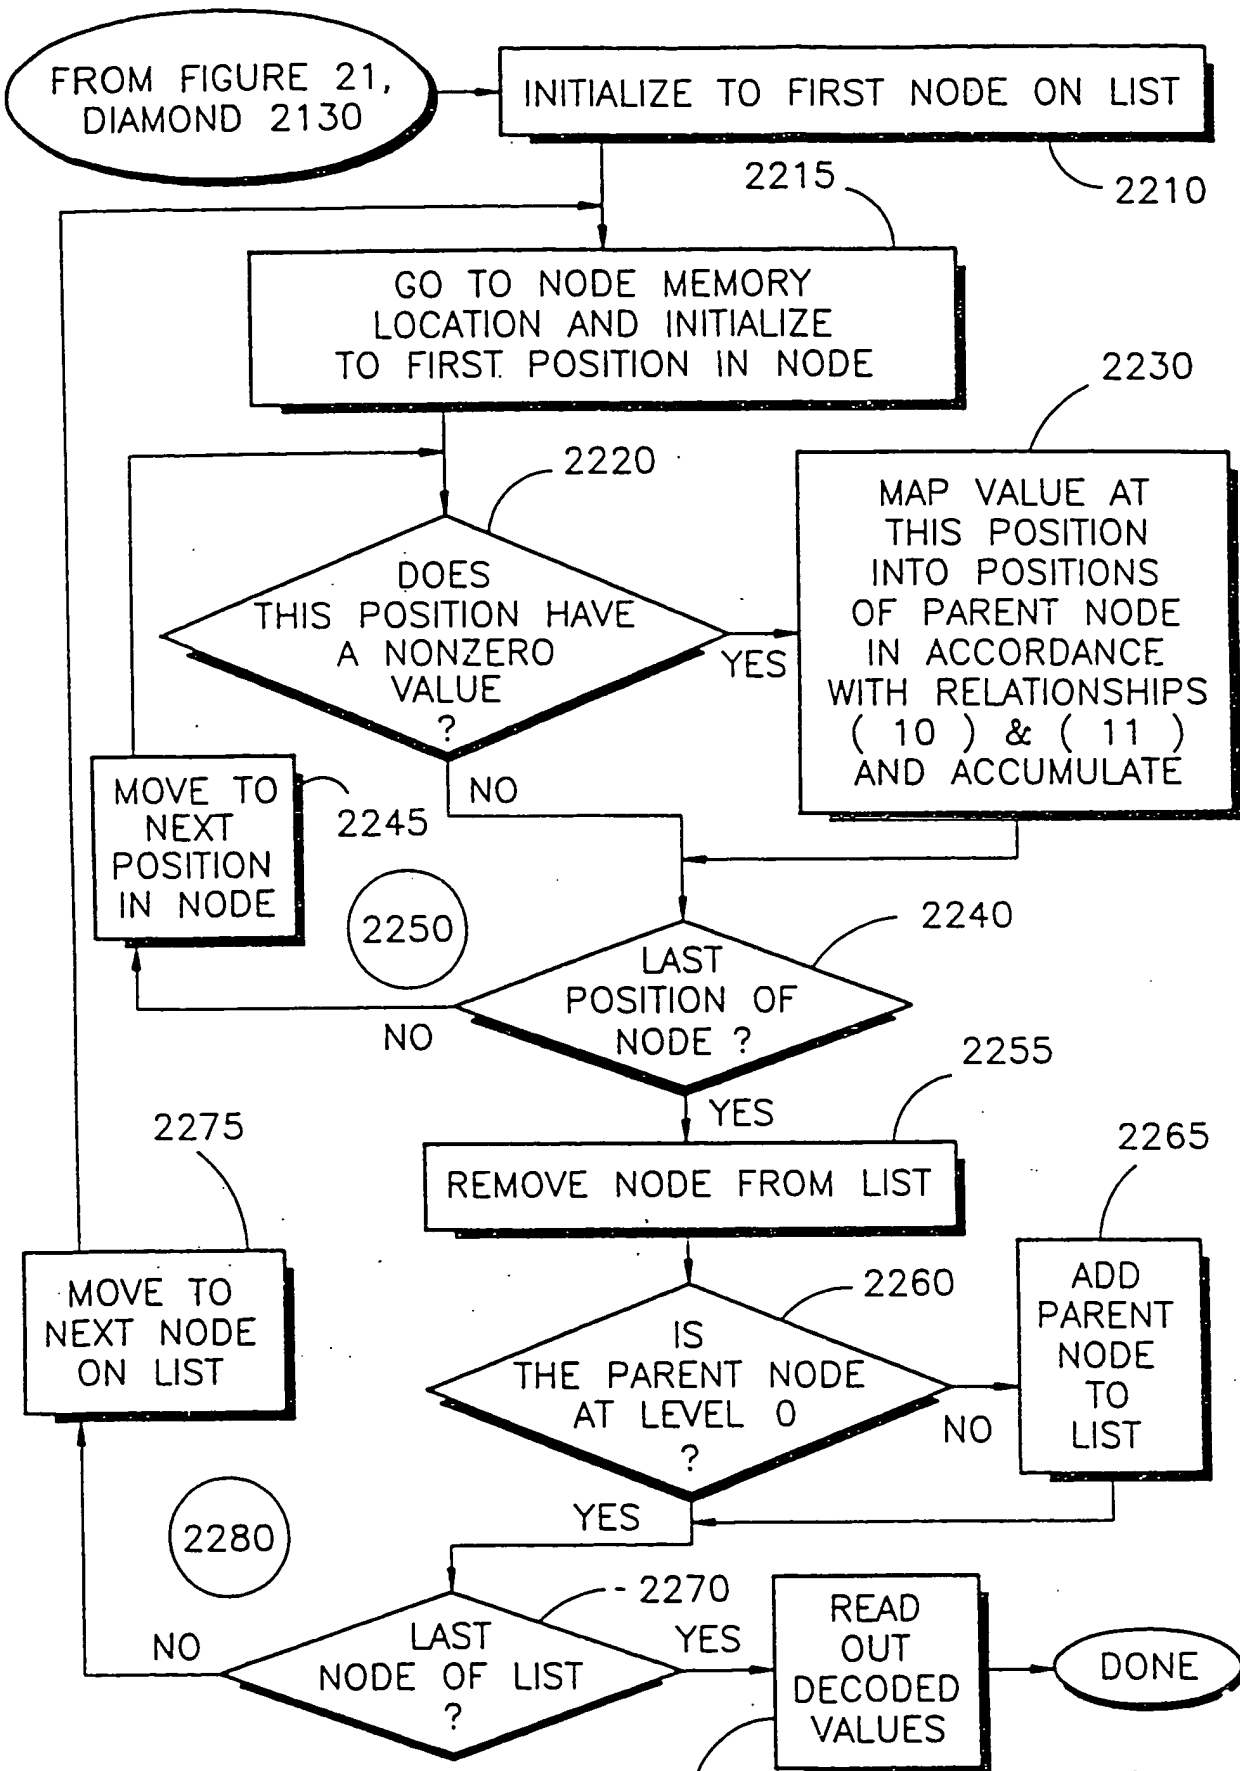 FROM FIGURE 21,
DIAMOND 2130
INITIALIZE TO FIRST NODE ON LIST
2210
2215
GO TO NODE MEMORY
LOCATION AND INITIALIZE
TO FIRST POSITION IN NODE
2220
2230
MAP VALUE AT
THIS POSITION
INTO POSITIONS
OF PARENT NODE
IN ACCORDANCE
WITH RELATIONSHIPS
( 10 ) & ( 11 )
AND ACCUMULATE
DOES
THIS POSITION HAVE
A NONZERO
VALUE
?
YES
NO
MOVE TO
NEXT
POSITION
IN NODE
2245
2250
2240
LAST
POSITION OF
NODE ?
NO
YES
2255
REMOVE NODE FROM LIST
2275
MOVE TO
NEXT NODE
ON LIST
2260
IS
THE PARENT NODE
AT LEVEL 0
?
NO
2265
ADD
PARENT
NODE
TO
LIST
YES
2280
2270
LAST
NODE OF LIST
?
NO
YES
READ
OUT
DECODED
VALUES
DONE